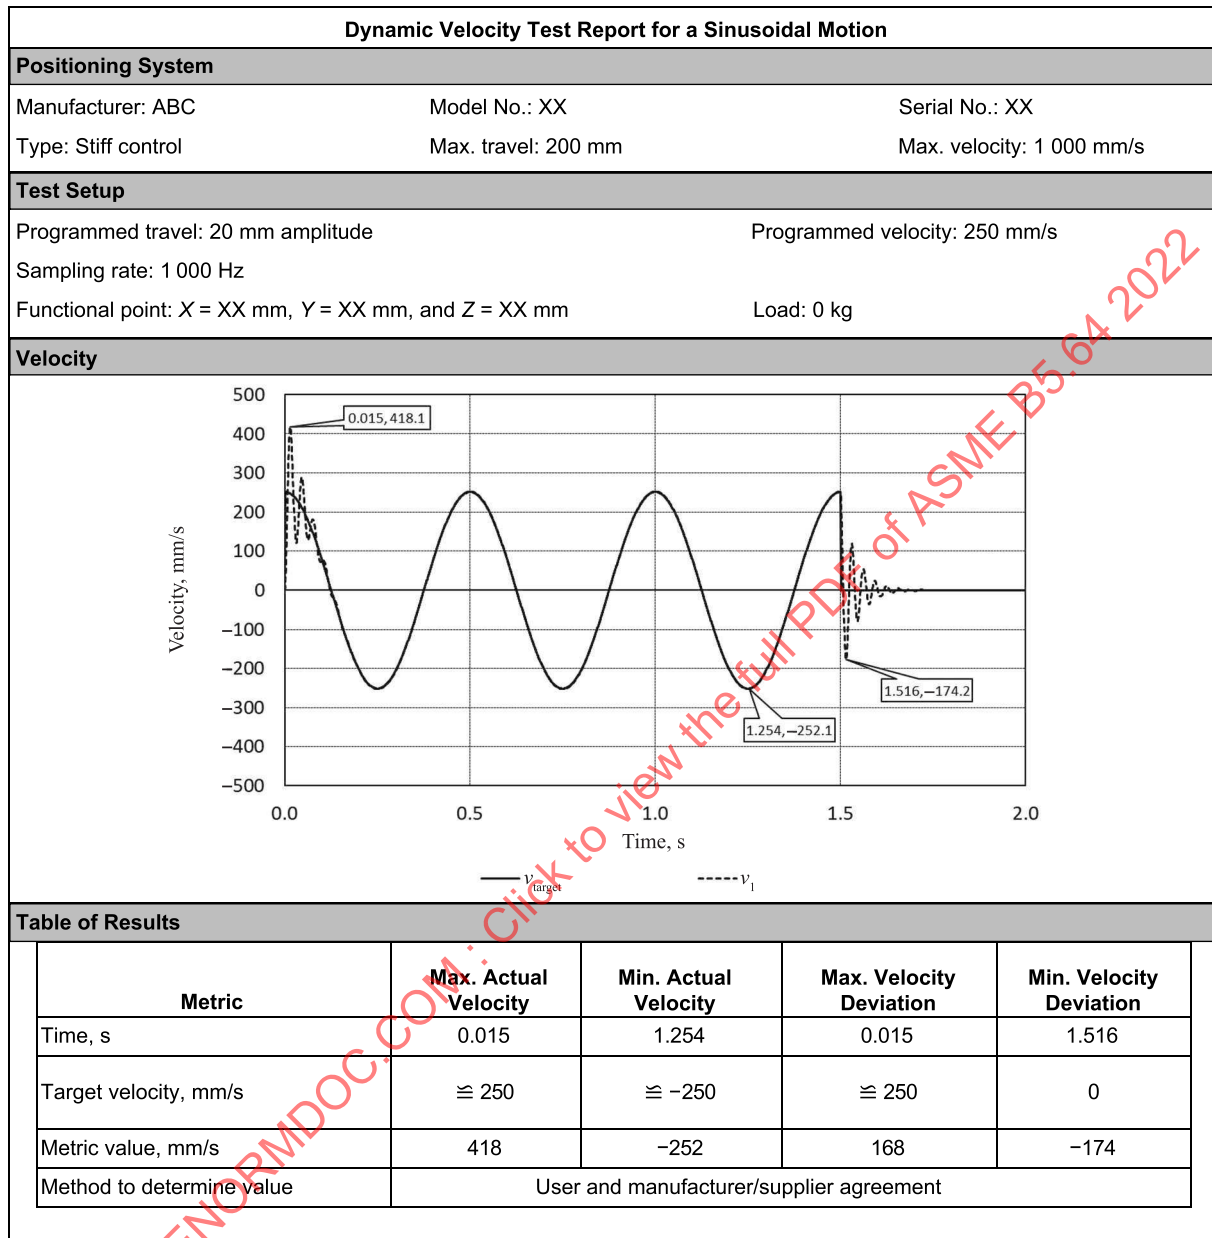 Dynamic Velocity Test Report for a Sinusoidal Motion
Positioning System
Manufacturer: ABC Model No.: XX Serial No.: XX
Type: Stiff control Max. travel: 200 mm Max. velocity: 1 000 mm/s
Test Setup
Programmed travel: 20 mm amplitude Programmed velocity: 250 mm/s
Sampling rate: 1 000 Hz
Functional point: X = XX mm, Y = XX mm, and Z = XX mm Load: 0 kg
Velocity
500
400
300
200
100
0
−100
−200
−300
−400
−500
Velocity, mm/s
0.015, 418.1
1.516,−174.2
1.254,−252.1
0.0 0.5 1.0 1.5 2.0
Time, s
v target v 1
Table of Results
Metric Max. Actual Velocity Min. Actual Velocity Max. Velocity Deviation Min. Velocity Deviation
Time, s 0.015 1.254 0.015 1.516
Target velocity, mm/s ≌ 250 ≌ −250 ≌ 250 0
Metric value, mm/s 418 −252 168 −174
Method to determine value User and manufacturer/supplier agreement
ENORMDOC.COM : Click to view the full PDF of ASME B5.64 2022